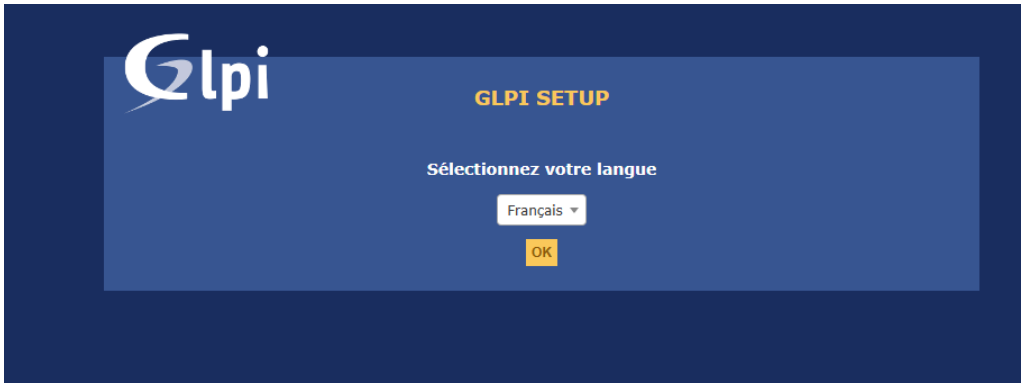 Glpi
GLPI SETUP
Sélectionnez votre langue
Français
OK